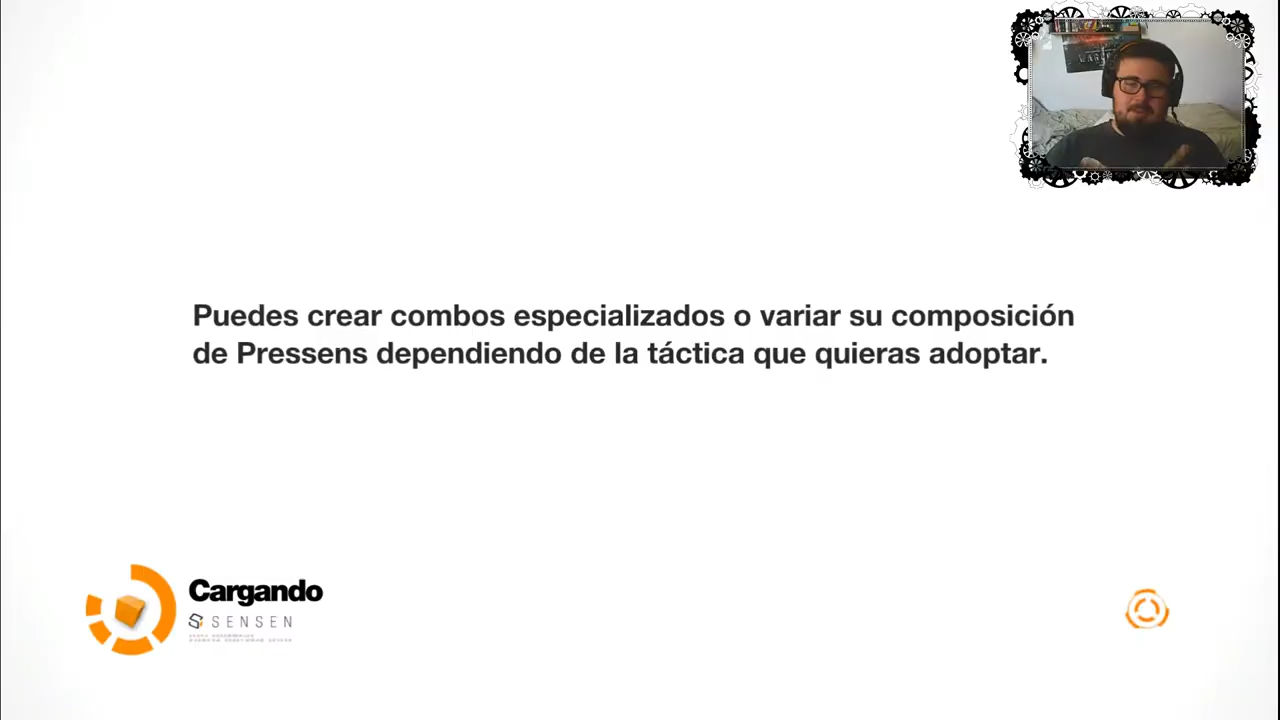 Puedes crear combos especializados o variar su composición
de Pressens dependiendo de la táctica que quieras adoptar.
Cargando
SENSEN